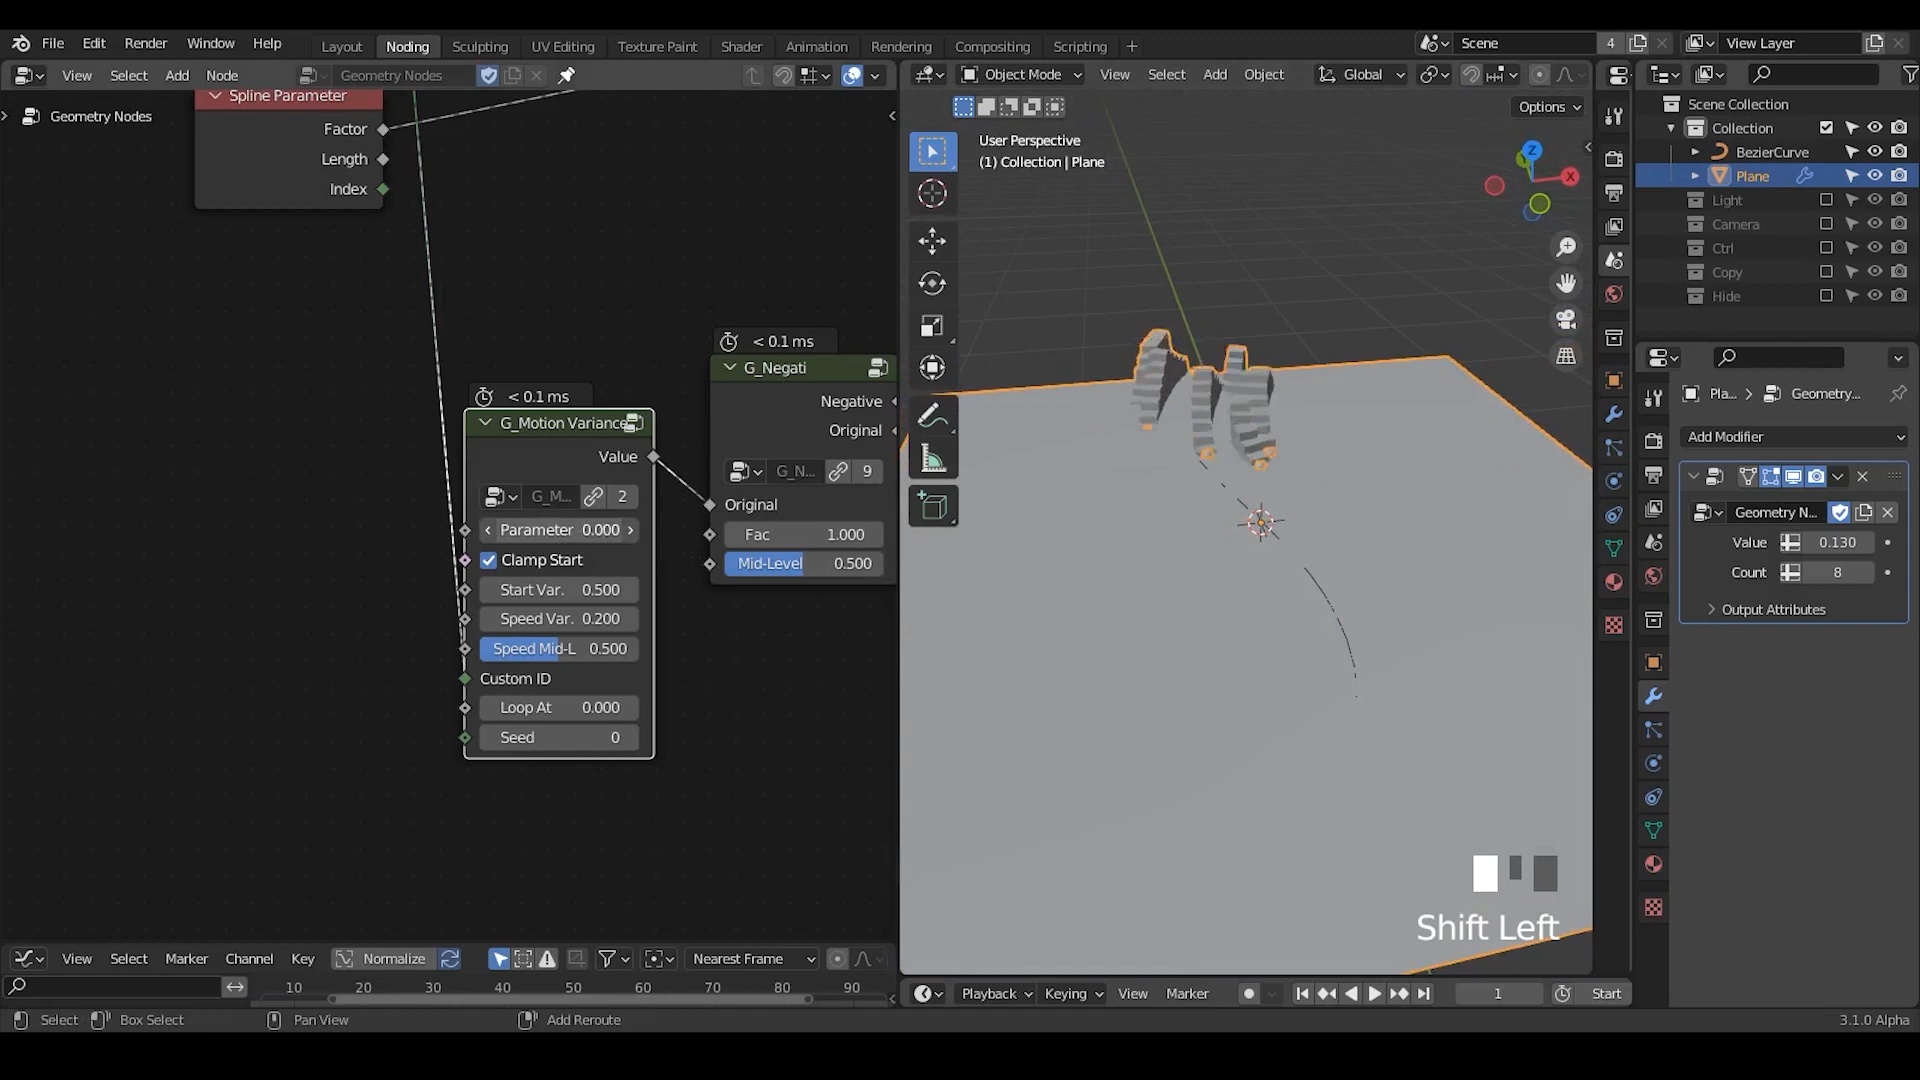 File Edit Render Window Help
Layout Noding Sculpting UV Editing Texture Paint Shader Animation Rendering Compositing Scripting +
Scene 4
View Layer
View Select Add Node
Geometry Nodes
Object Mode View Select Add Object Global
Options
Geometry Nodes
Spline Parameter
Factor
Length
Index
User Perspective
(1) Collection | Plane
Z
X
Scene Collection
Collection
BezierCurve
Plane
Light
Camera
Ctrl
Copy
Hide
< 0.1 ms
G_Negati
Negative
Original
G_N... 9
Original
Fac 1.000
Mid-Level 0.500
< 0.1 ms
G_Motion Variance
Value
G_M... 2
Parameter 0.000
Clamp Start
Start Var. 0.500
Speed Var. 0.200
Speed Mid-L 0.500
Custom ID
Loop At 0.000
Seed 0
Pla... > Geometry...
Add Modifier
Geometry N...
Value 0.130
Count 8
Output Attributes
Shift Left
View Select Marker Channel Key Normalize Nearest Frame
10 20 30 40 50 60 70 80 90
Playback Keying View Marker 1 Start
Select Box Select Pan View Add Reroute 3.1.0 Alpha